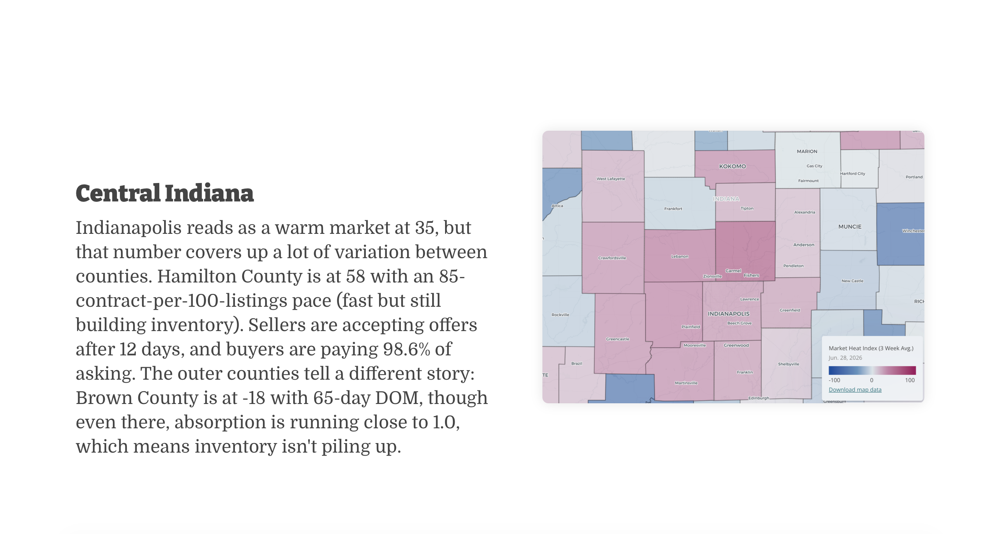 Central Indiana
Indianapolis reads as a warm market at 35, but
that number covers up a lot of variation between
counties. Hamilton County is at 58 with an 85-
contract-per-100-listings pace (fast but still
building inventory). Sellers are accepting offers
after 12 days, and buyers are paying 98.6% of
asking. The outer counties tell a different story:
Brown County is at -18 with 65-day DOM, though
even there, absorption is running close to 1.0,
which means inventory isn't piling up.
MARION
KOKOMO
Gas City
Hartford City
West Lafayette
Fairmount
Portland
INDIANA
Attica
Frankfort
Tipton
Alexandria
MUNCIE
Winchester
Anderson
Crawfordsville
Lebanon
Pendleton
Carmel
Zionsville
Fishers
New Castle
Lawrence
RICH
Greenfield
INDIANAPOLIS
Rockville
Beech Grove
Plainfield
Greencastle
Mooresville
Greenwood
Brazil
Shelbyville
Franklin
TE
Martinsville
Edinburgh
Greensburg
Market Heat Index (3 Week Avg.)
Jun. 28, 2026
-100 0 100
Download map data